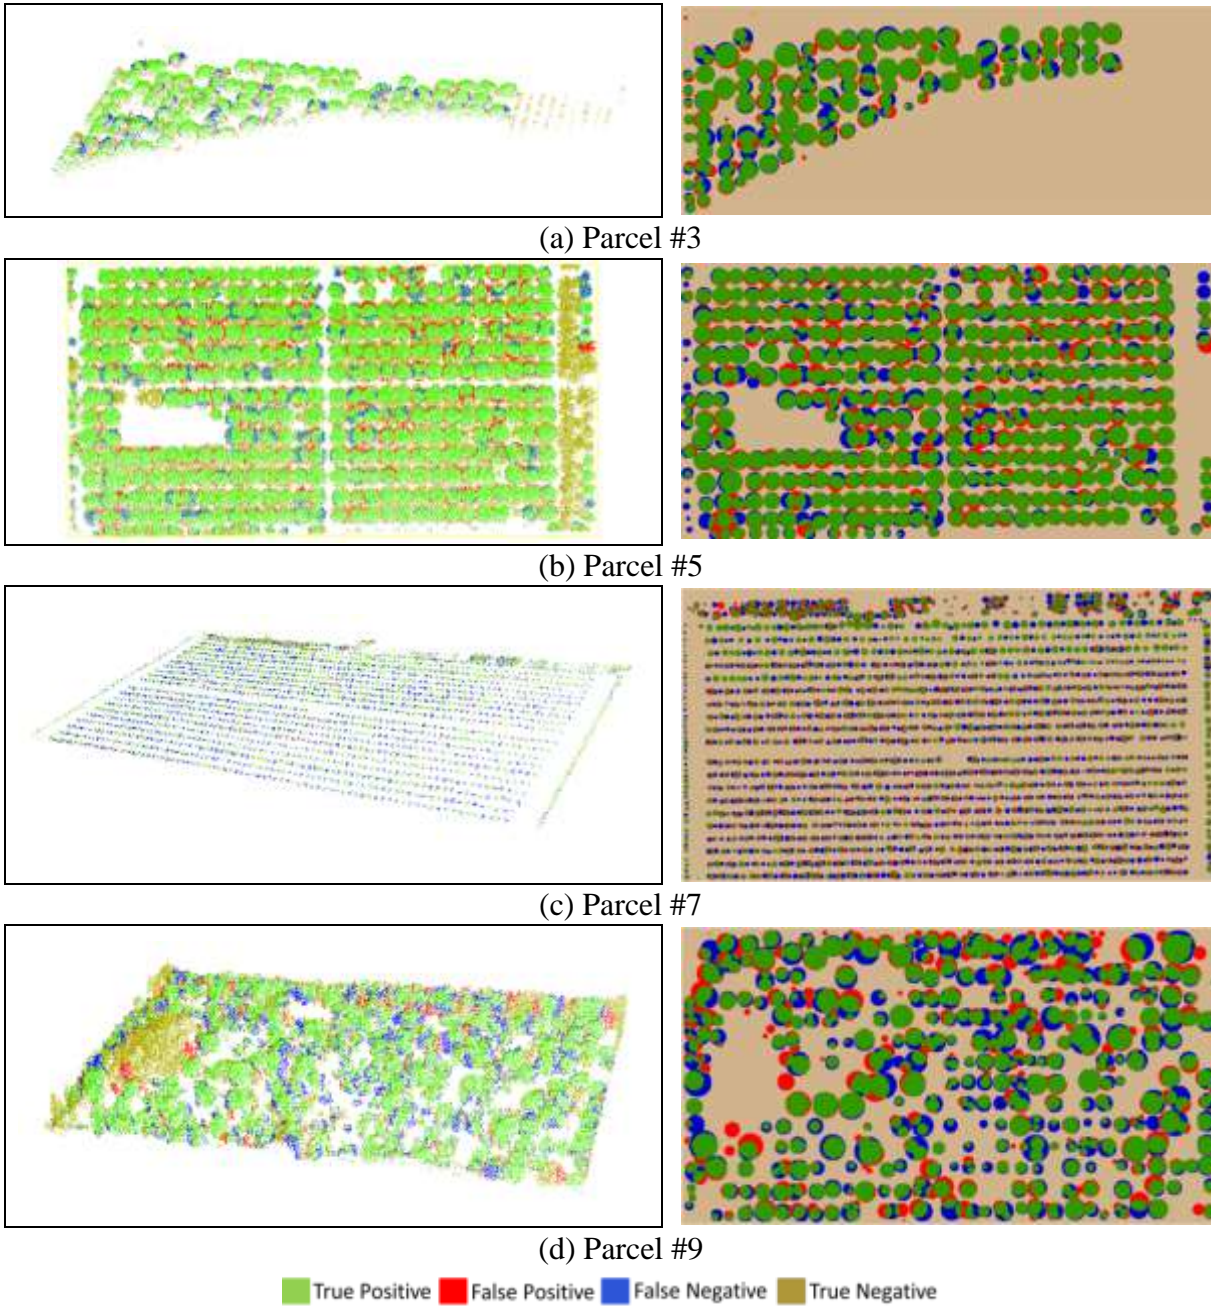 (a) Parcel #3
(b) Parcel #5
(c) Parcel #7
(d) Parcel #9
True Positive False Positive False Negative True Negative